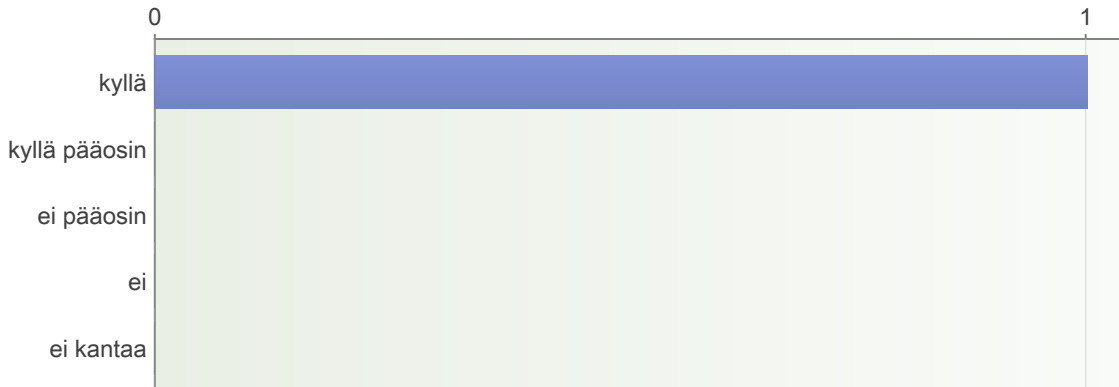 0 1
kyllä
kyllä pääosin
ei pääosin
ei
ei kantaa